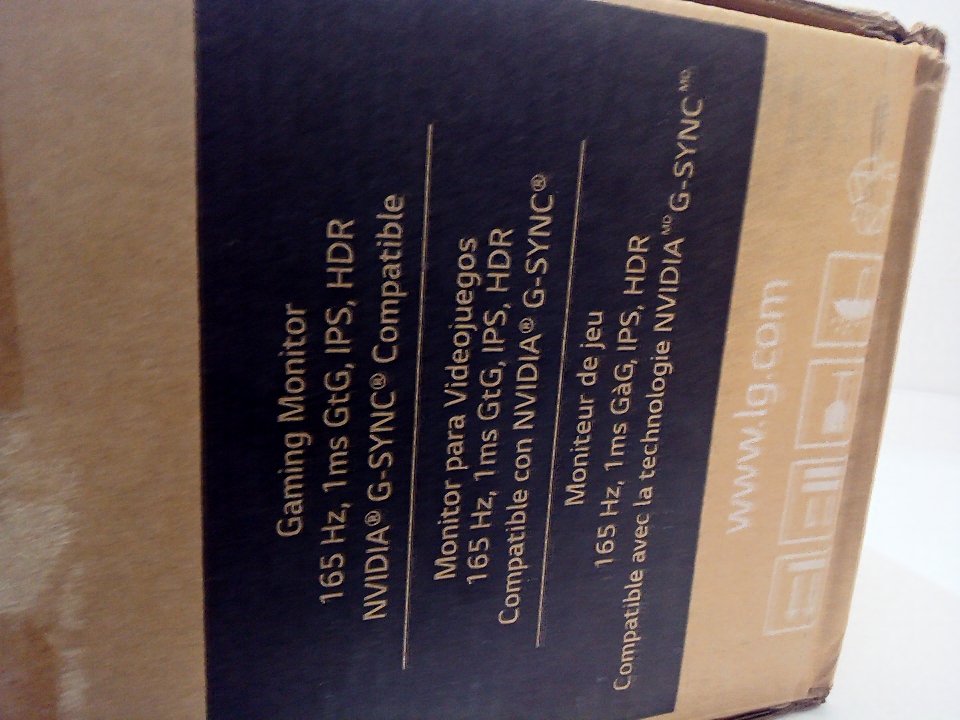 Gaming Monitor
165 Hz, 1ms GtG, IPS, HDR
NVIDIA® G-SYNC® Compatible
Monitor para Videojuegos
165 Hz, 1ms GtG, IPS, HDR
Compatible con NVIDIA® G-SYNC®
Moniteur de jeu
165 Hz, 1ms GàG, IPS, HDR
Compatible avec la technologie NVIDIA MD G-SYNC MD
www.lg.com